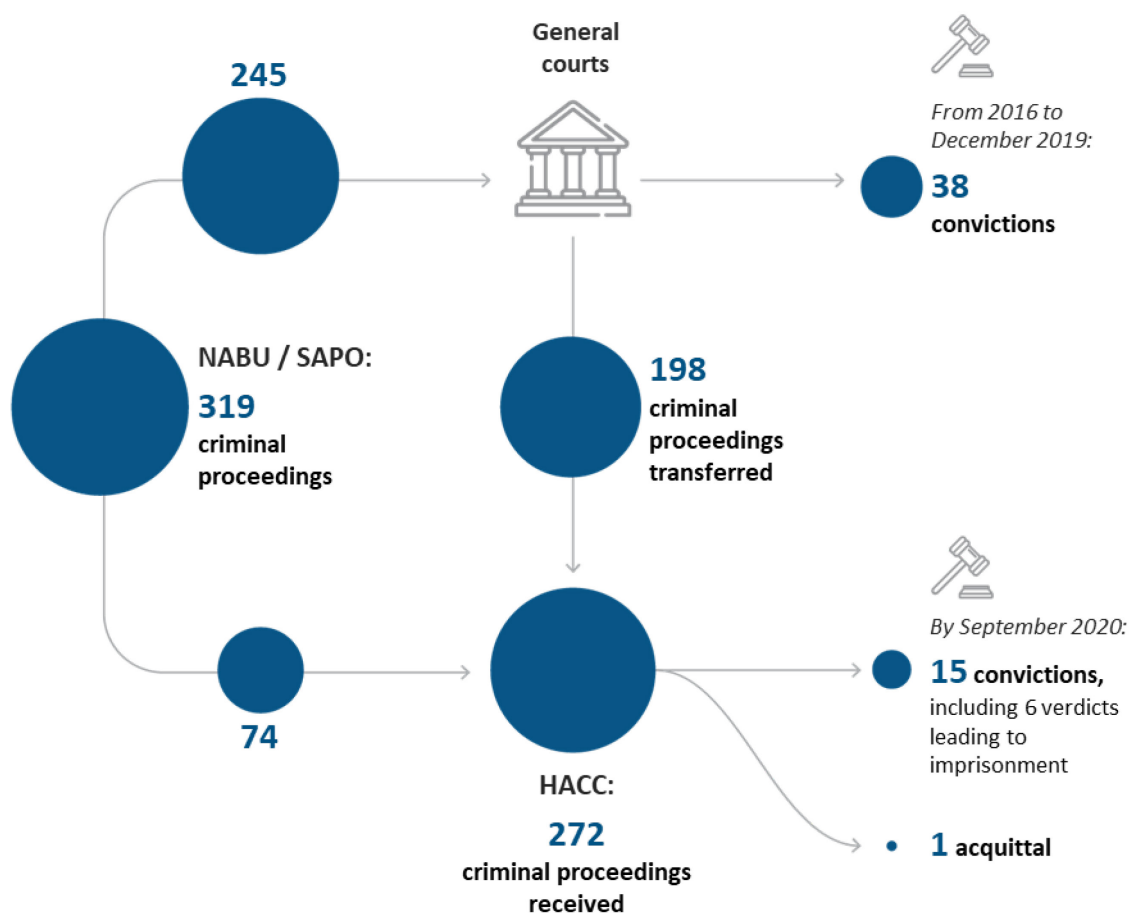 245
General
courts
From 2016 to
December 2019:
38
convictions
NABU / SAPO:
319
criminal
proceedings
198
criminal
proceedings
transferred
74
HACC:
272
criminal proceedings
received
By September 2020:
15 convictions,
including 6 verdicts
leading to
imprisonment
1 acquittal